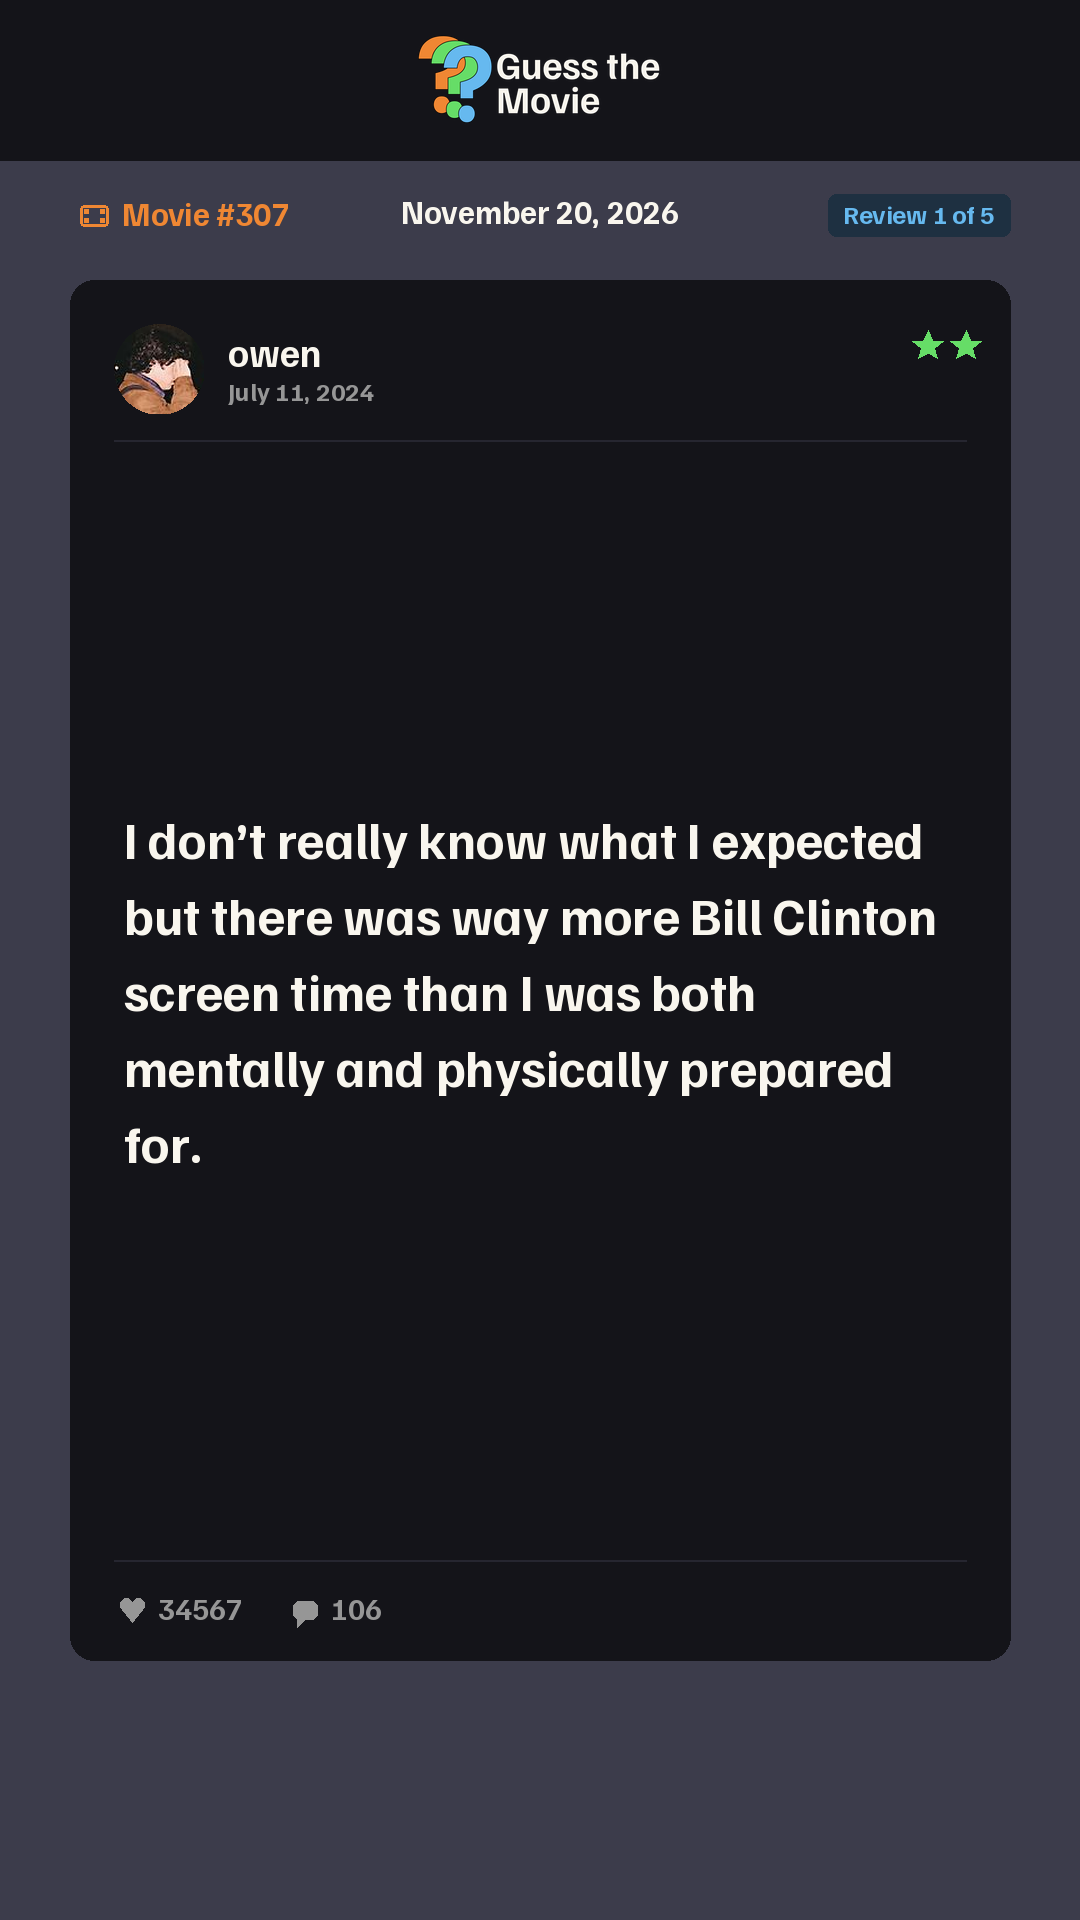 Guess the
Movie
Movie #307
November 20, 2026
Review 1 of 5
owen
July 11, 2024
I don’t really know what I expected
but there was way more Bill Clinton
screen time than I was both
mentally and physically prepared
for.
34567
106